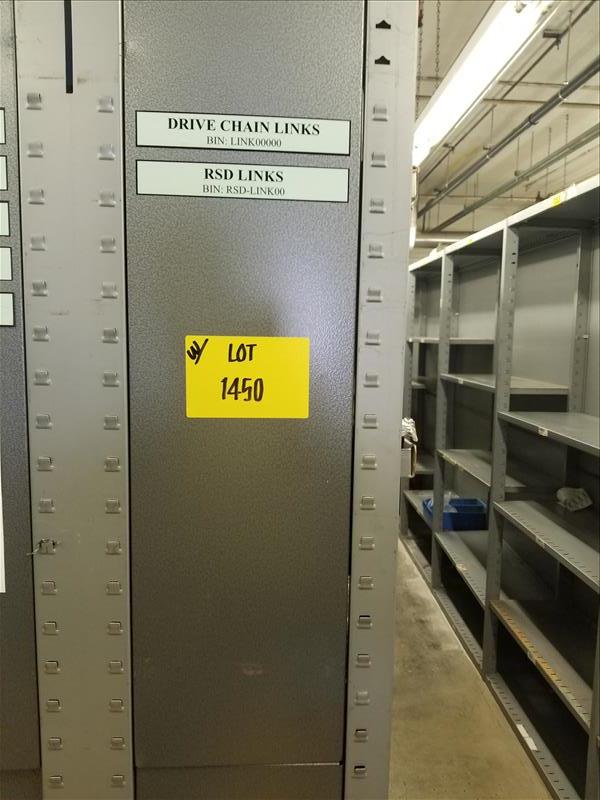 DRIVE CHAIN LINKS
BIN: LINK00000
RSD LINKS
BIN: RSD-LINK00
w/ LOT
1450